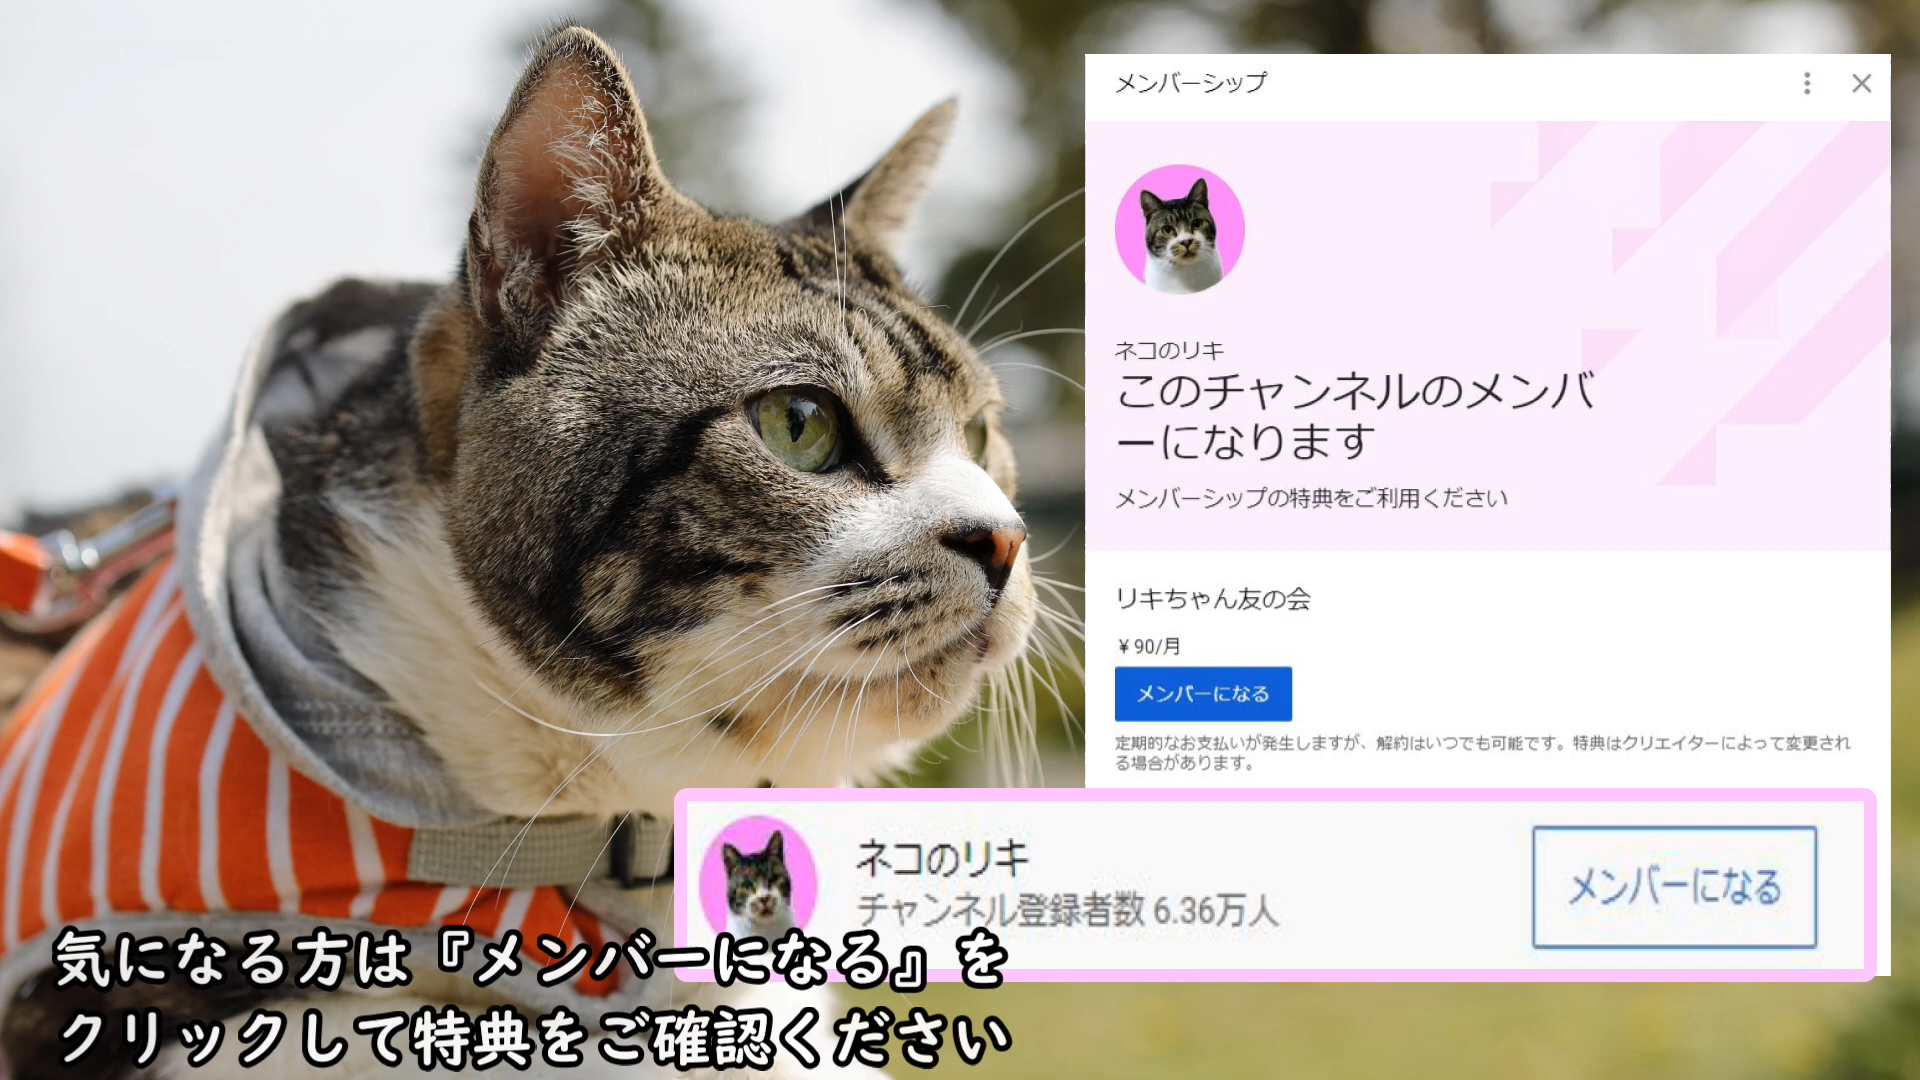 メンバーシップ
ネコのリキ
このチャンネルのメンバ
ーになります
メンバーシップの特典をご利用ください
リキちゃん友の会
¥90/月
メンバーになる
定期的なお支払いが発生しますが、解約はいつでも可能です。特典はクリエイターによって変更され
る場合があります。
ネコのリキ
チャンネル登録者数 6.36万人
メンバーになる
気になる方は『メンバーになる』を
クリックして特典をご確認ください